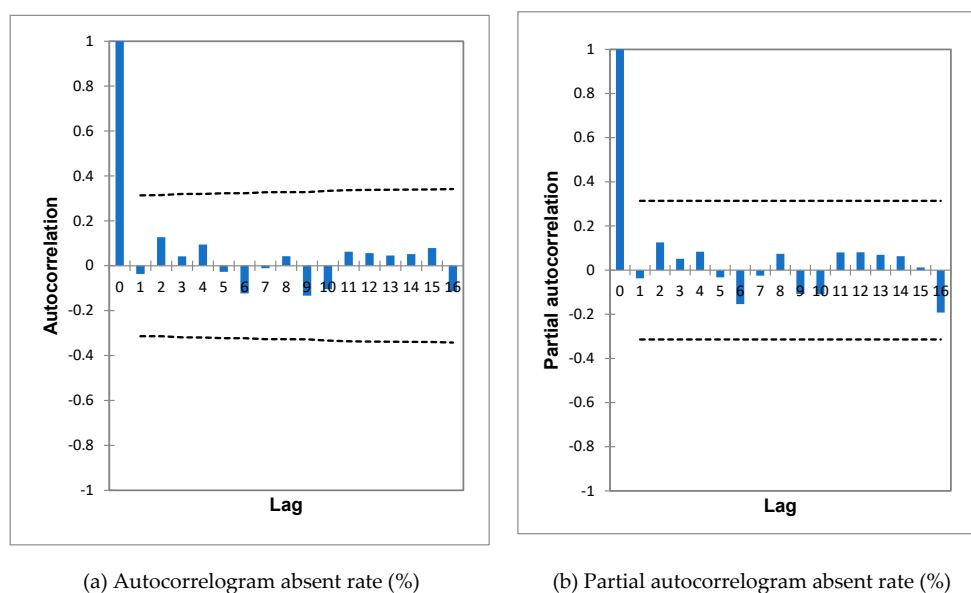 1
0.8
0.6
0.4
0.2
0
-0.2
-0.4
-0.6
-0.8
-1
0 1 2 3 4 5 6 7 8 9 10 11 12 13 14 15 16
Autocorrelation
Lag
(a) Autocorrelogram absent rate (%)
1
0.8
0.6
0.4
0.2
0
-0.2
-0.4
-0.6
-0.8
-1
0 1 2 3 4 5 6 7 8 9 10 11 12 13 14 15 16
Partial autocorrelation
Lag
(b) Partial autocorrelogram absent rate (%)